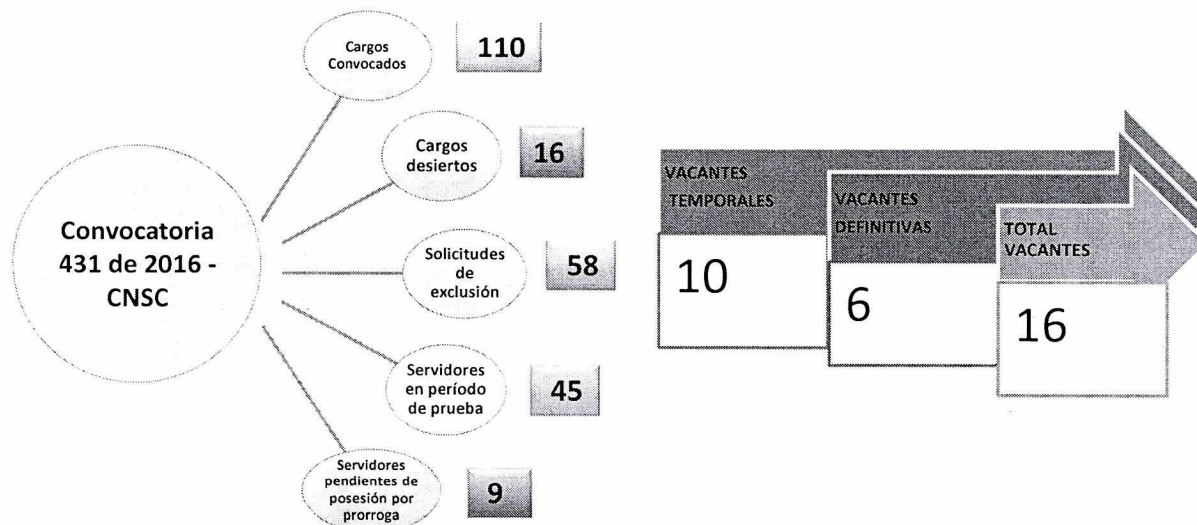 Convocatoria
431 de 2016 -
CNSC
Cargos
Convocados
110
Cargos
desiertos
16
Solicitudes
de
exclusión
58
Servidores
en período
de prueba
45
Servidores
pendientes de
posesión por
prorroga
9
VACANTES
TEMPORALES
10
VACANTES
DEFINITIVAS
6
TOTAL
VACANTES
16